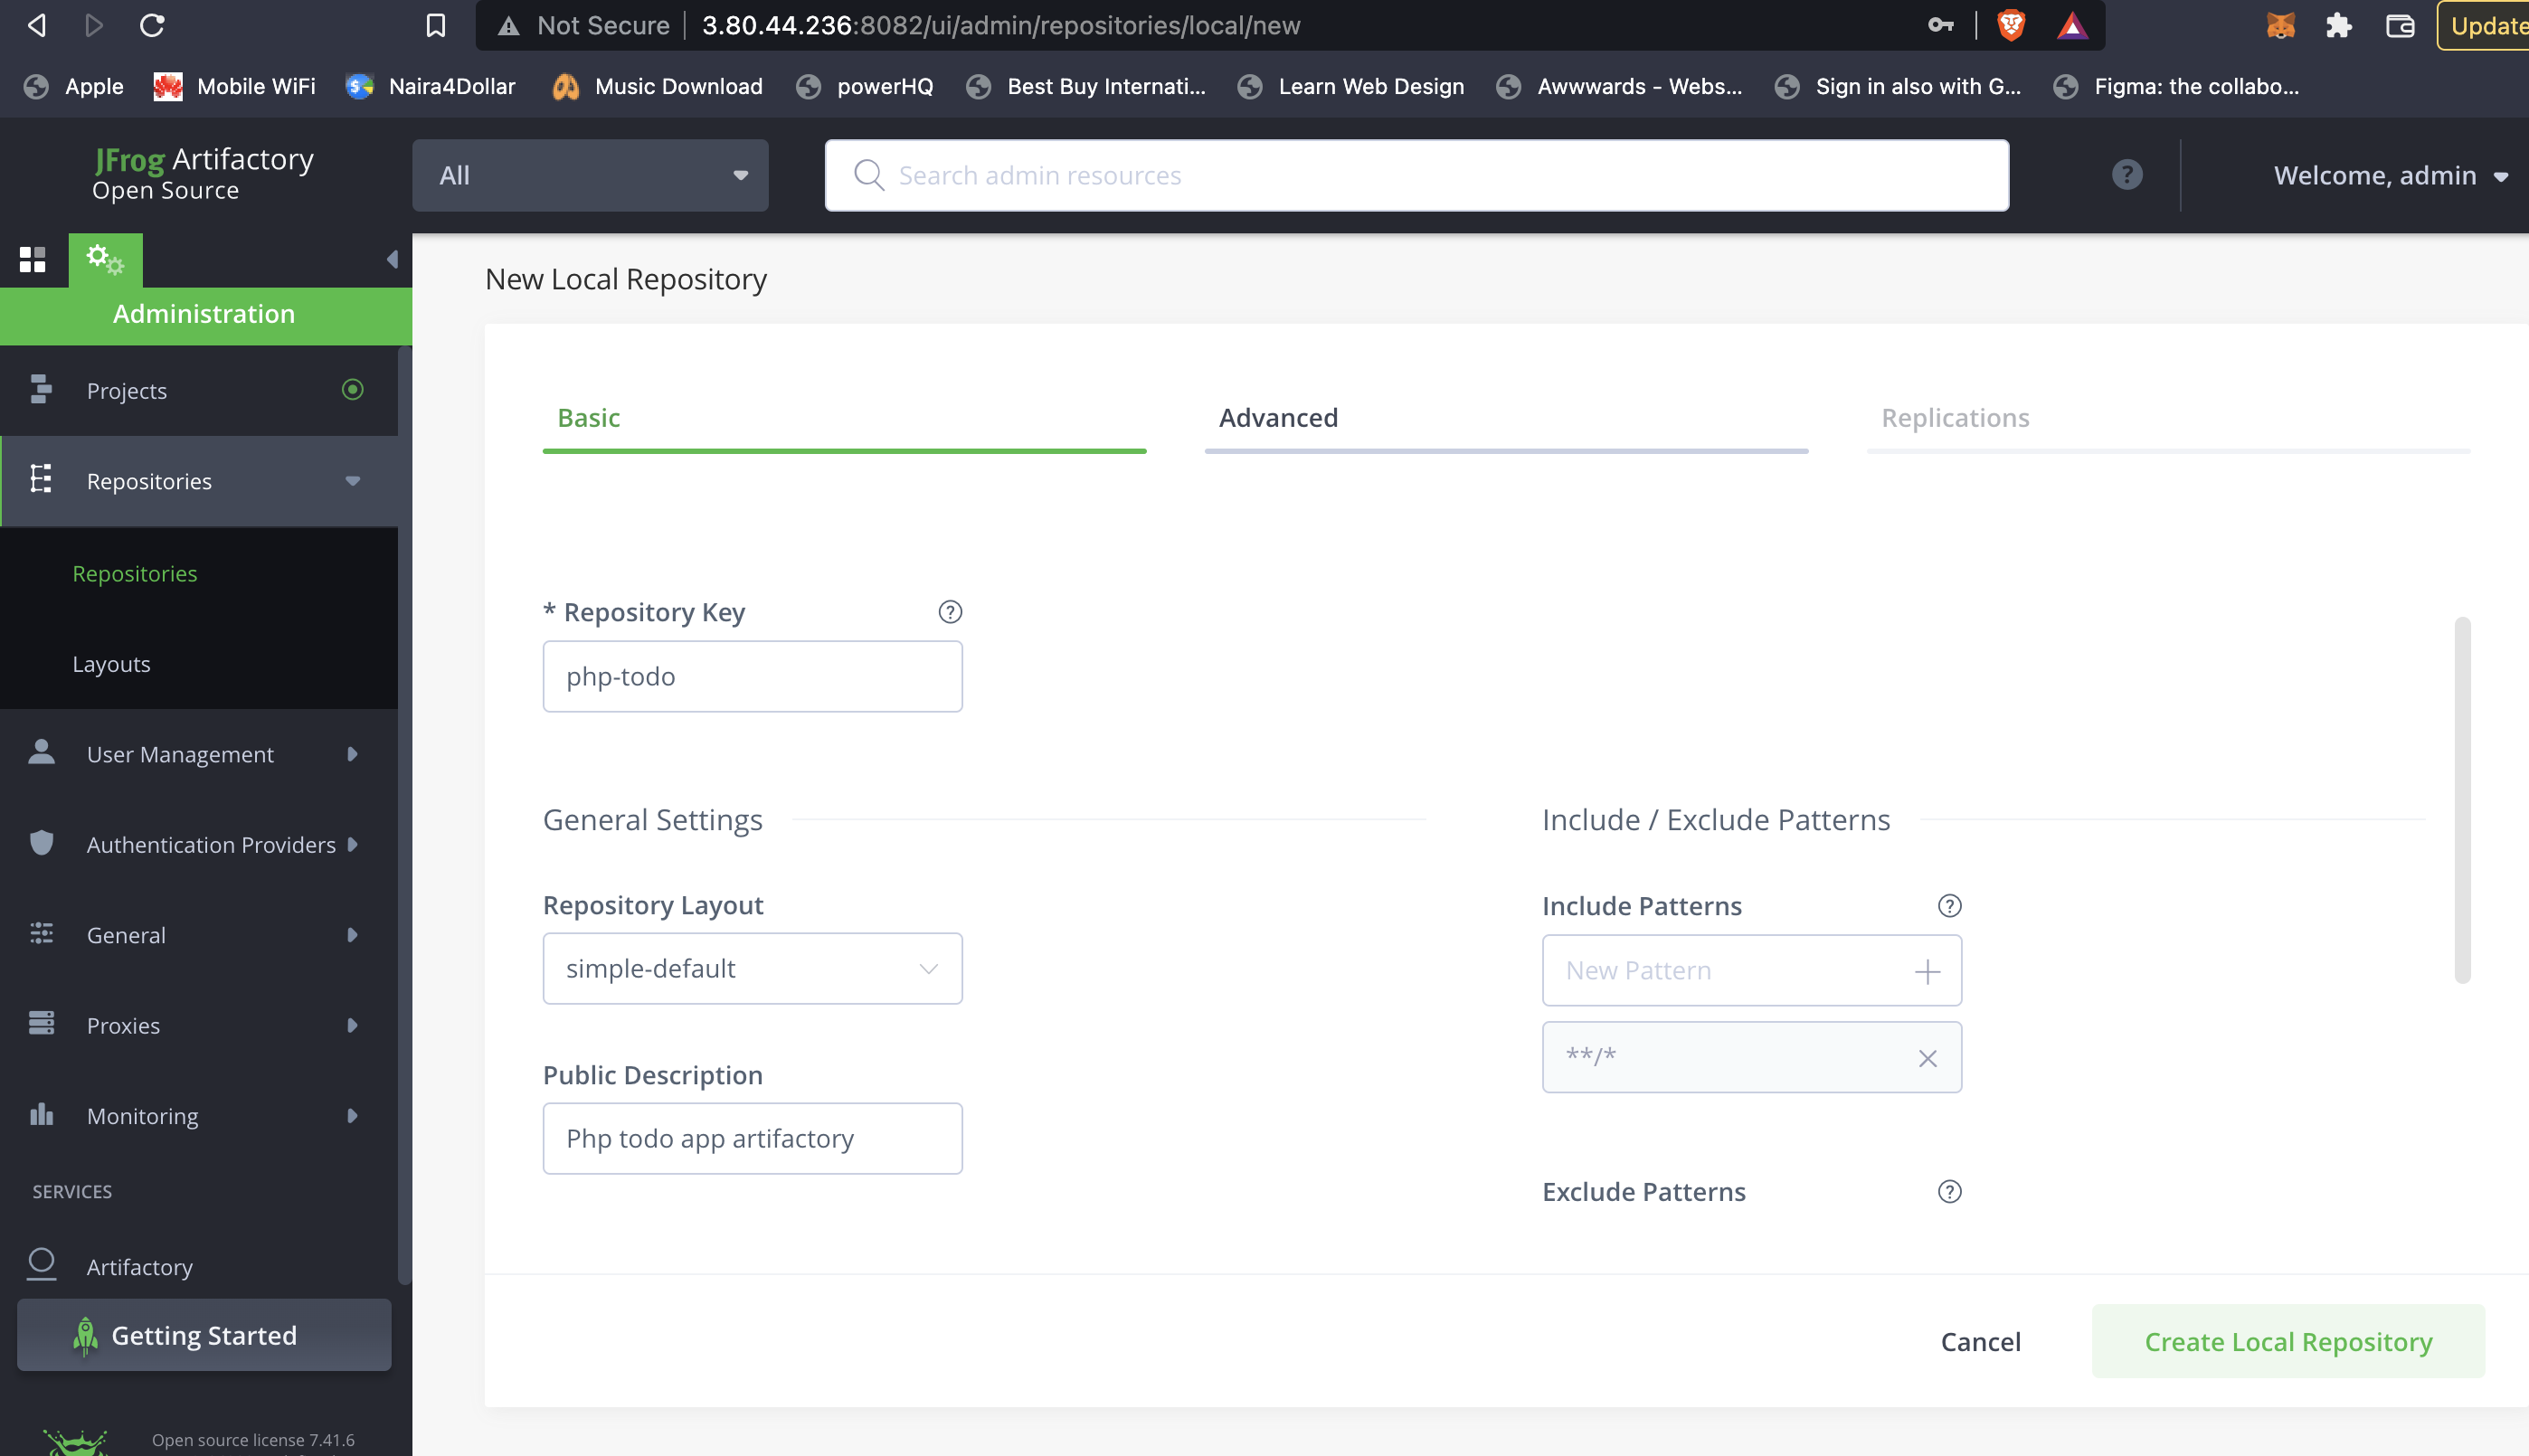 Not Secure 3.80.44.236:8082/ui/admin/repositories/local/new
Update
Apple Mobile WiFi Naira4Dollar Music Download powerHQ Best Buy Internati... Learn Web Design Awwwards - Webs... Sign in also with G... Figma: the collabo...
JFrog Artifactory
Open Source
All
Search admin resources
?
Welcome, admin
Administration
Projects
Repositories
Repositories
Layouts
User Management
Authentication Providers
General
Proxies
Monitoring
SERVICES
Artifactory
Getting Started
Open source license 7.41.6
New Local Repository
Basic Advanced Replications
* Repository Key ?
php-todo
General Settings
Repository Layout
simple-default
Public Description
Php todo app artifactory
Include / Exclude Patterns
Include Patterns ?
New Pattern
**/*
Exclude Patterns ?
Cancel Create Local Repository